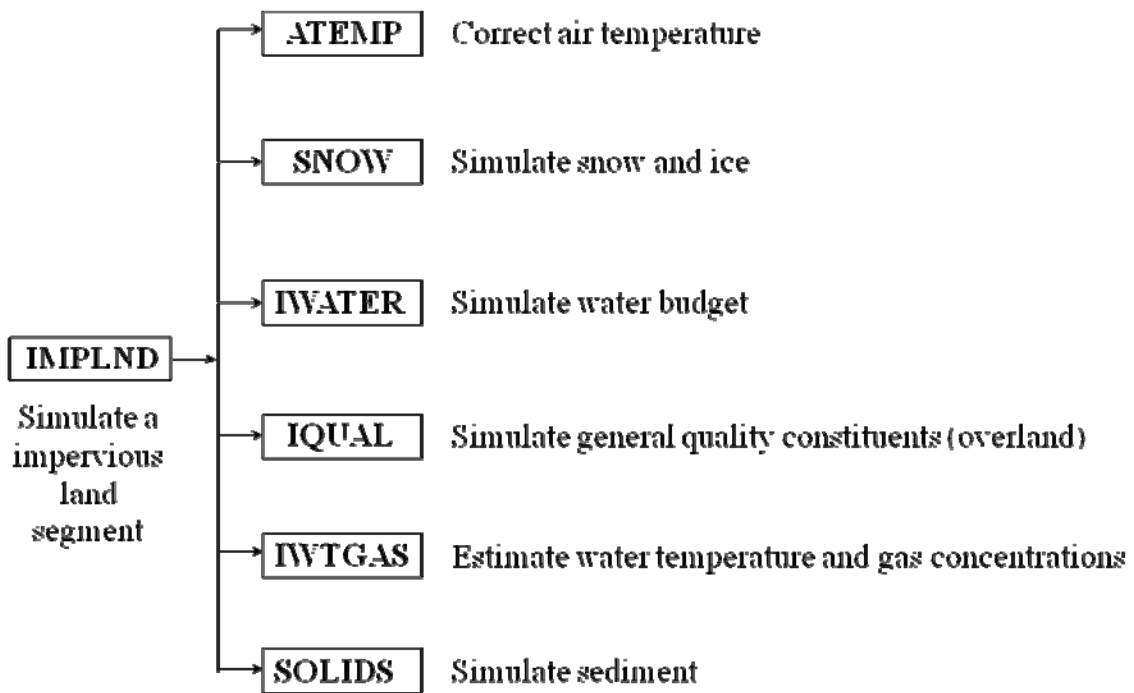 ATEMP Correct air temperature
SNOW Simulate snow and ice
IWATER Simulate water budget
IMPLND
Simulate a
impervious
land
segment
IQUAL Simulate general quality constituents (overland)
IWTGAS Estimate water temperature and gas concentrations
SOLIDS Simulate sediment